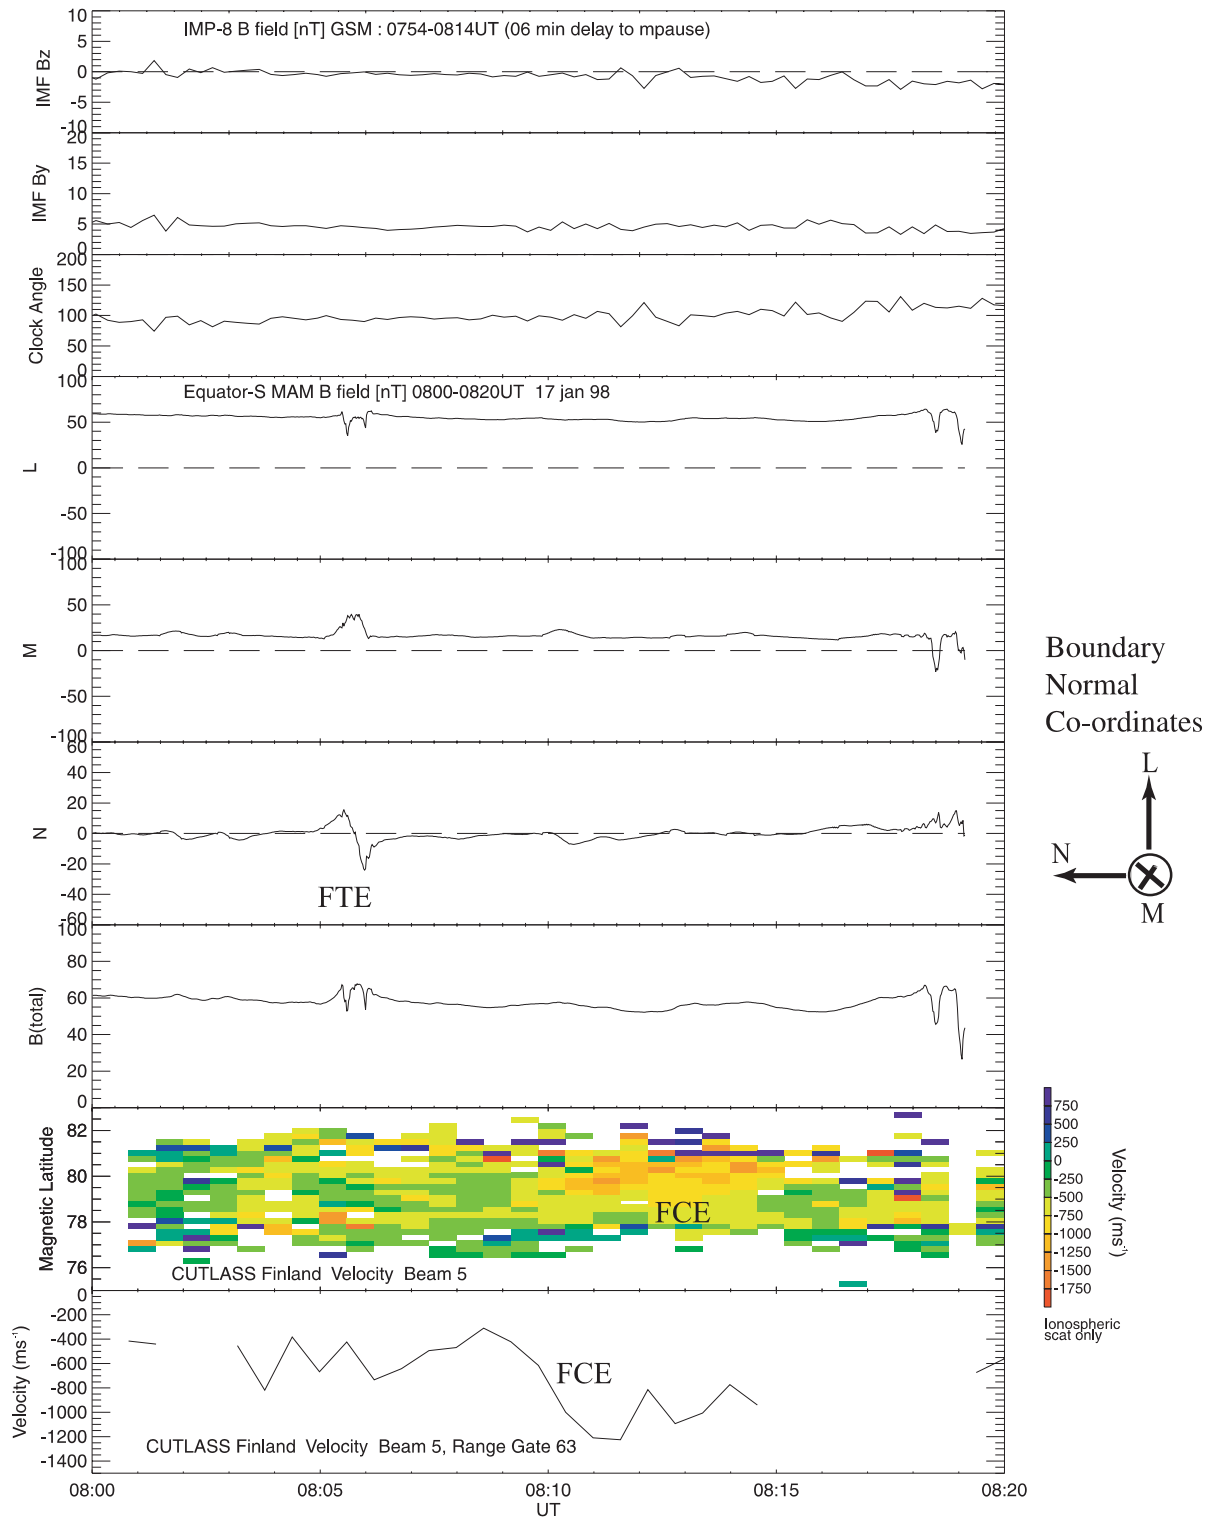 IMP-8 B field [nT] GSM : 0754-0814UT (06 min delay to mpause)
IMF Bz
10
5
0
-5
-10
IMF By
20
15
10
5
0
Clock Angle
200
150
100
50
0
Equator-S MAM B field [nT] 0800-0820UT 17 jan 98
L
100
50
0
-50
-100
M
100
50
0
-50
-100
Boundary
Normal
Co-ordinates
L
N
M
N
60
40
20
0
-20
-40
-60
FTE
B(total)
100
80
60
40
20
0
Magnetic Latitude
82
80
78
76
FCE
CUTLASS Finland Velocity Beam 5
750
500
250
0
-250
-500
-750
-1000
-1250
-1500
-1750
Velocity (ms⁻¹)
Ionospheric
scat only
Velocity (ms⁻¹)
0
-200
-400
-600
-800
-1000
-1200
-1400
FCE
CUTLASS Finland Velocity Beam 5, Range Gate 63
08:00 08:05 08:10 08:15 08:20
UT